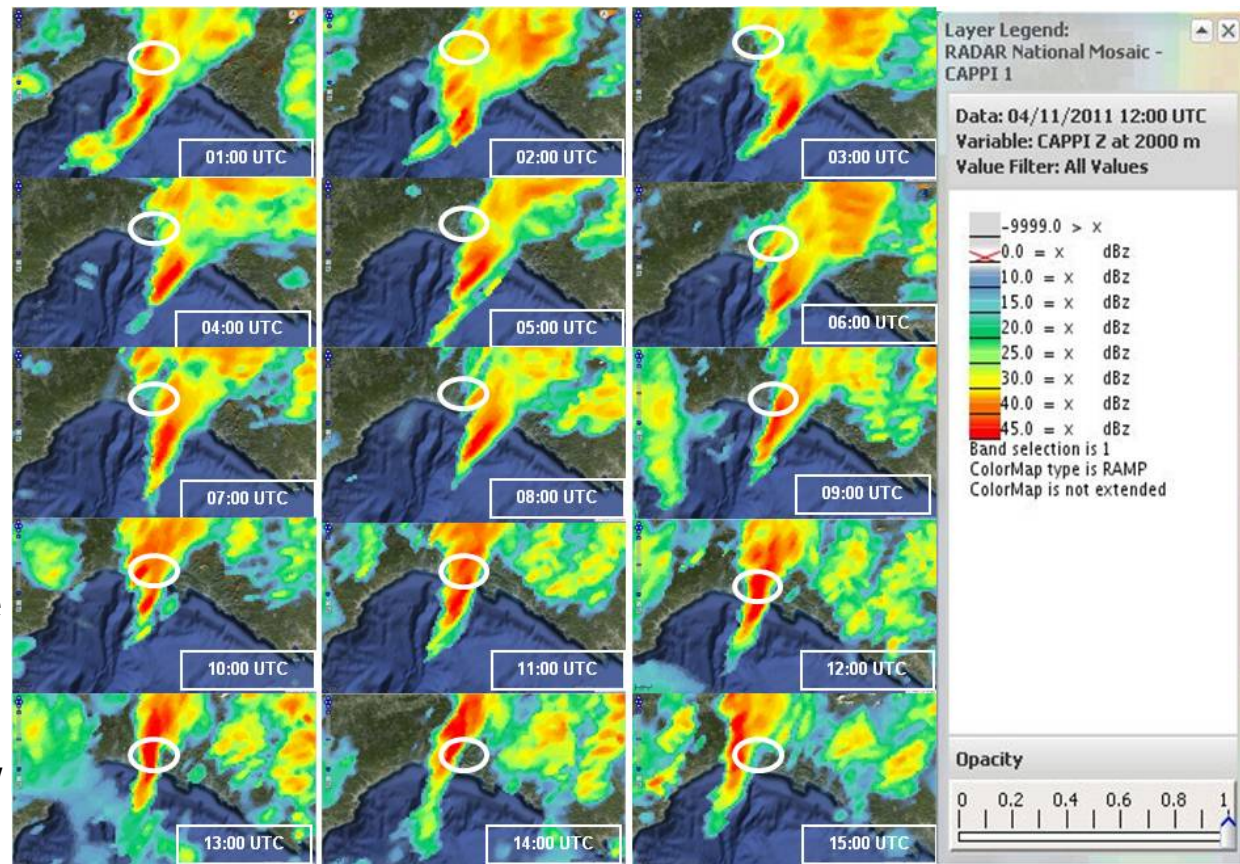 01:00 UTC
02:00 UTC
03:00 UTC
04:00 UTC
05:00 UTC
06:00 UTC
07:00 UTC
08:00 UTC
09:00 UTC
10:00 UTC
11:00 UTC
12:00 UTC
13:00 UTC
14:00 UTC
15:00 UTC
Layer Legend:
RADAR National Mosaic -
CAPPI 1
Data: 04/11/2011 12:00 UTC
Variable: CAPPI Z at 2000 m
Value Filter: All Values
-9999.0 > x
0.0 = x dBz
10.0 = x dBz
15.0 = x dBz
20.0 = x dBz
25.0 = x dBz
30.0 = x dBz
40.0 = x dBz
45.0 = x dBz
Band selection is 1
ColorMap type is RAMP
ColorMap is not extended
Opacity
0 0.2 0.4 0.6 0.8 1